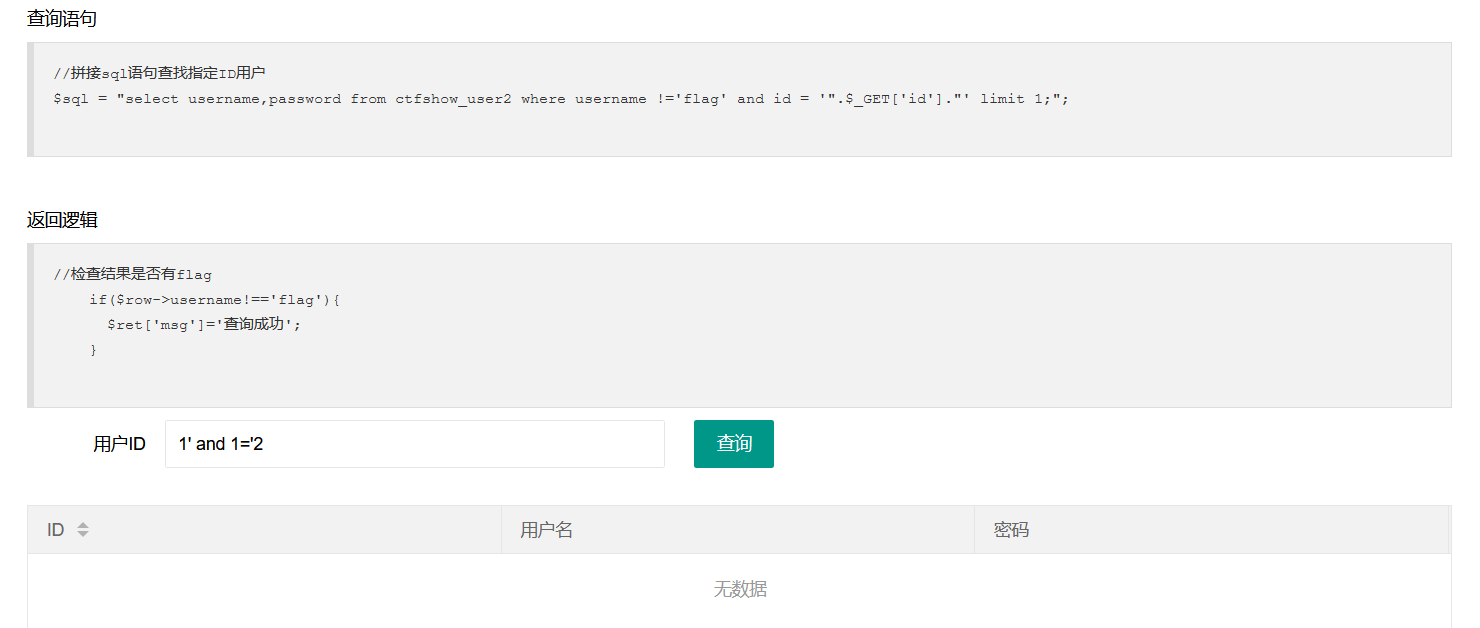 查询语句
//拼接sql语句查找指定ID用户
$sql = "select username,password from ctfshow_user2 where username !='flag' and id = '".$_GET['id']."' limit 1;";
返回逻辑
//检查结果是否有flag
if($row->username!=='flag'){
$ret['msg']='查询成功';
}
用户ID 1' and 1='2 查询
ID 用户名 密码
无数据